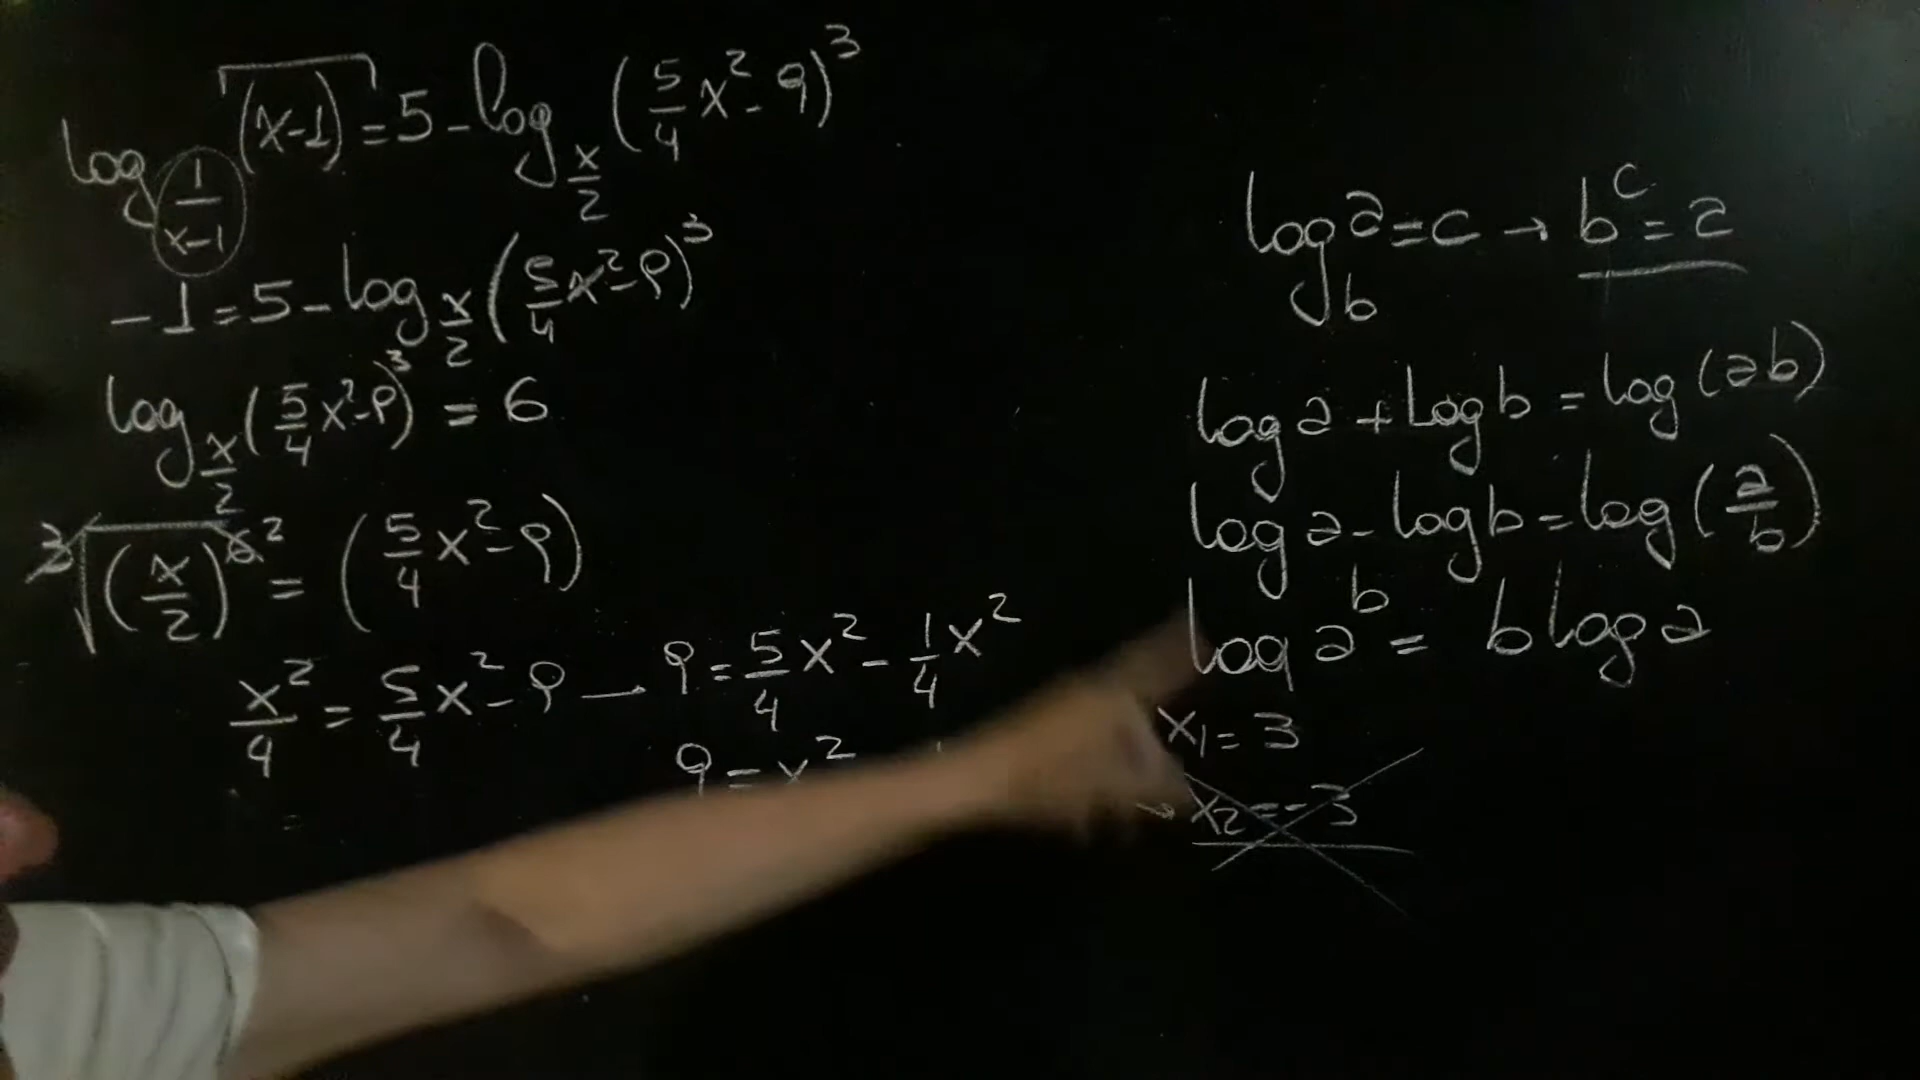 log_{1/(x-1)} (x-1) = 5 - log_{x/2} (5/4 x² - 9)³
-1 = 5 - log_{x/2} (5/4 x² - 9)³
log_{x/2} (5/4 x² - 9)³ = 6
∛(x/2)⁶ ² = (5/4 x² - 9)
x²/4 = 5/4 x² - 9 → 9 = 5/4 x² - 1/4 x²
9 = x²
log_b a = c → b^c = a
log a + log b = log (ab)
log a - log b = log (a/b)
log a^b = b log a
x₁ = 3
→ x₂ = -3